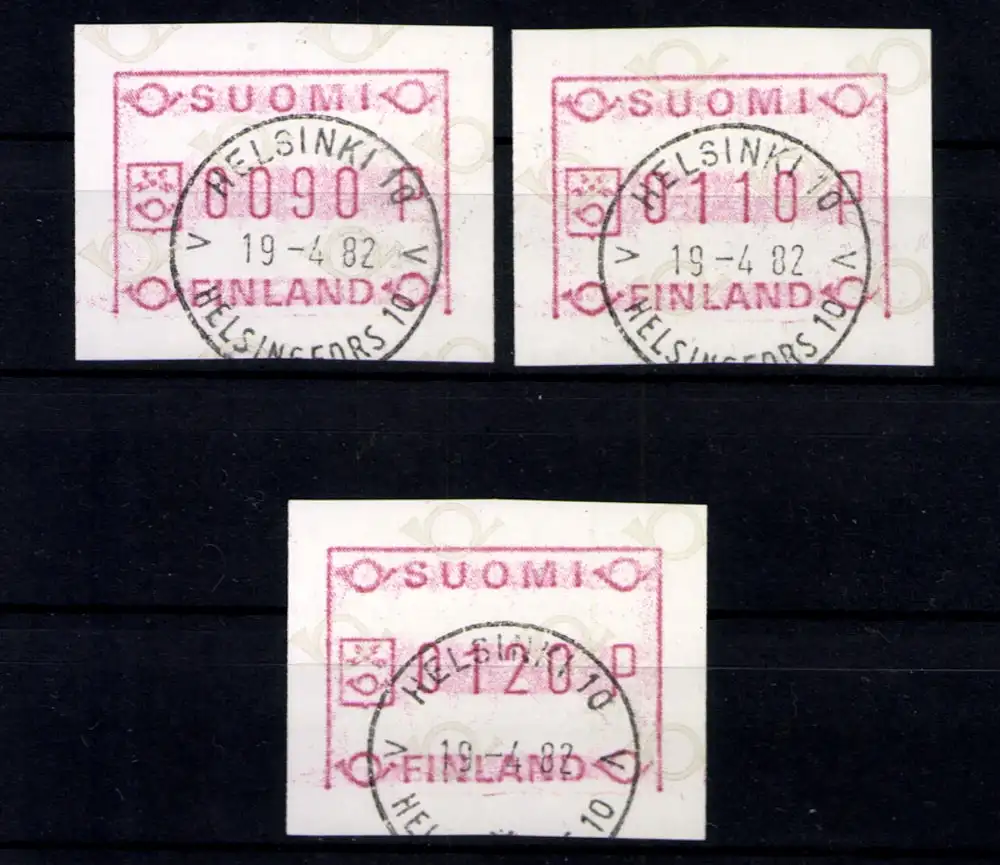 SUOMI
HELSINKI 10
0090 P
19-4 82
FINLAND
HELSINGFORS 10
SUOMI
HELSINKI 10
0110 P
19-4 82
FINLAND
HELSINGFORS 10
SUOMI
HELSINKI 10
0120
19-4 82
FINLAND
10